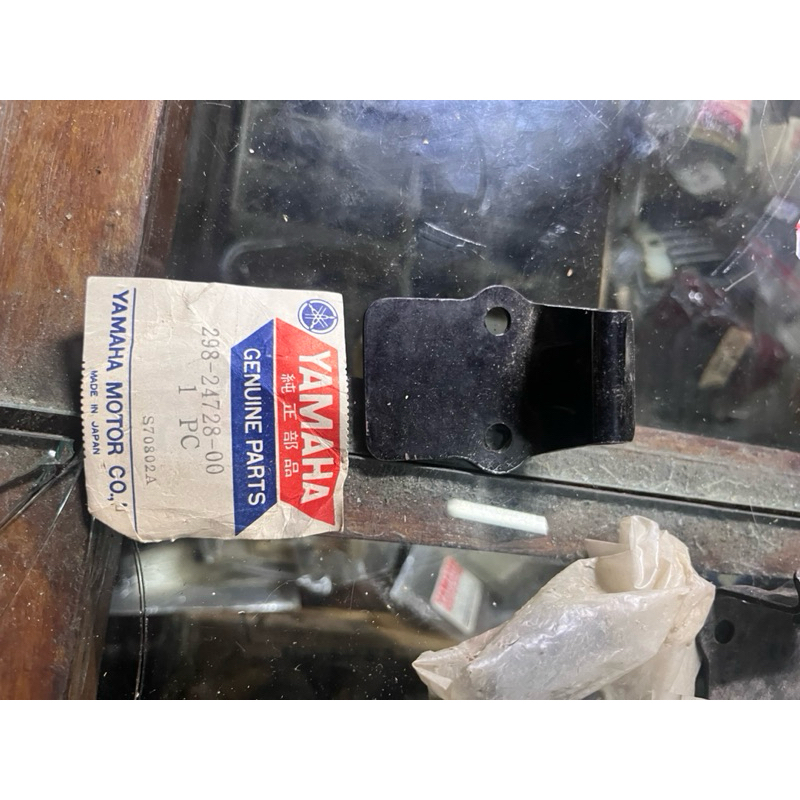 YAMAHA
純正部品
GENUINE PARTS
298-24728-00
1 PC
S70802A
YAMAHA MOTOR CO.,
MADE IN JAPAN